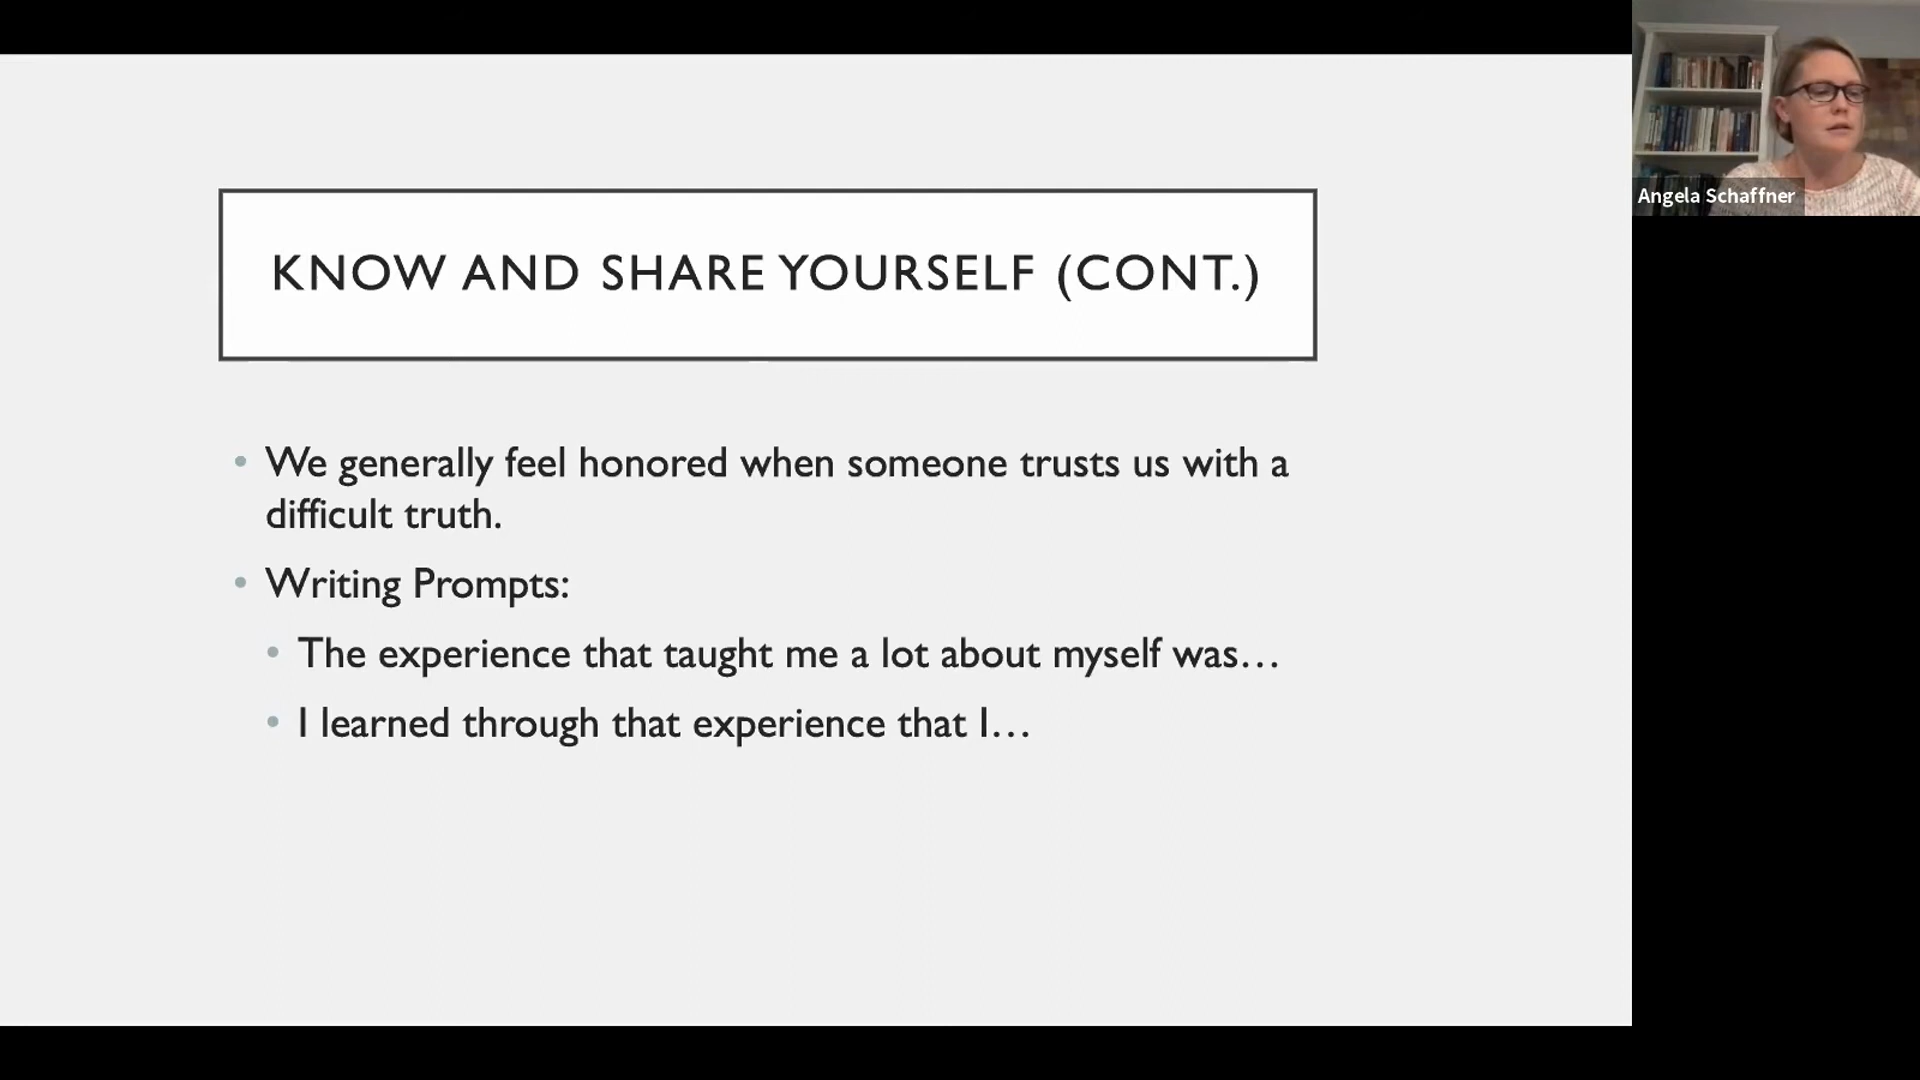 KNOW AND SHARE YOURSELF (CONT.)
• We generally feel honored when someone trusts us with a
difficult truth.
• Writing Prompts:
• The experience that taught me a lot about myself was…
• I learned through that experience that I…
Angela Schaffner